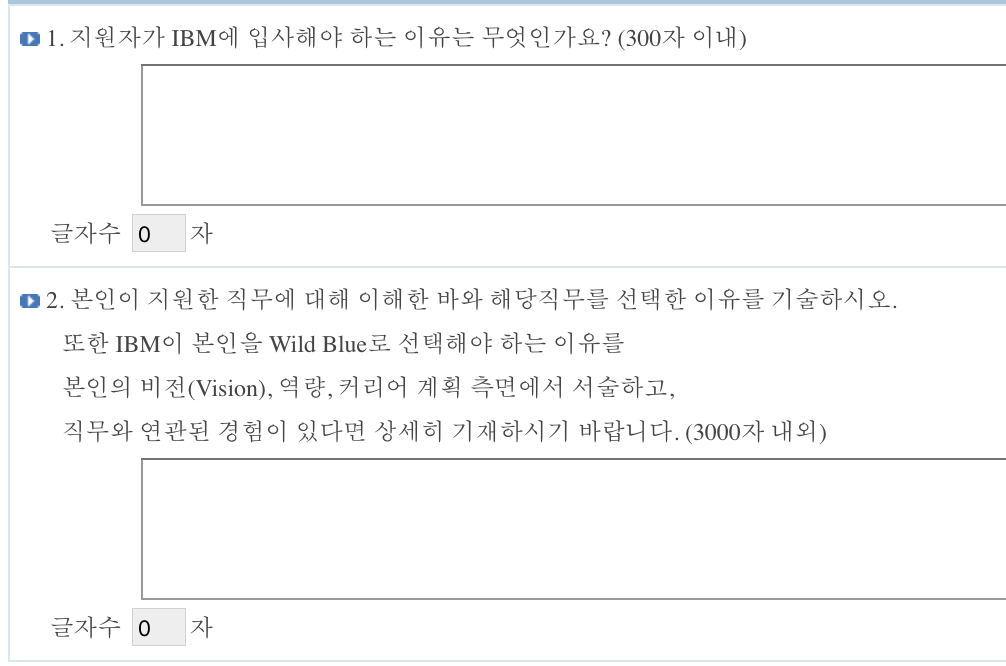 1. 지원자가 IBM에 입사해야 하는 이유는 무엇인가요? (300자 이내)
글자수 0 자
2. 본인이 지원한 직무에 대해 이해한 바와 해당직무를 선택한 이유를 기술하시오.
또한 IBM이 본인을 Wild Blue로 선택해야 하는 이유를
본인의 비전(Vision), 역량, 커리어 계획 측면에서 서술하고,
직무와 연관된 경험이 있다면 상세히 기재하시기 바랍니다. (3000자 내외)
글자수 0 자